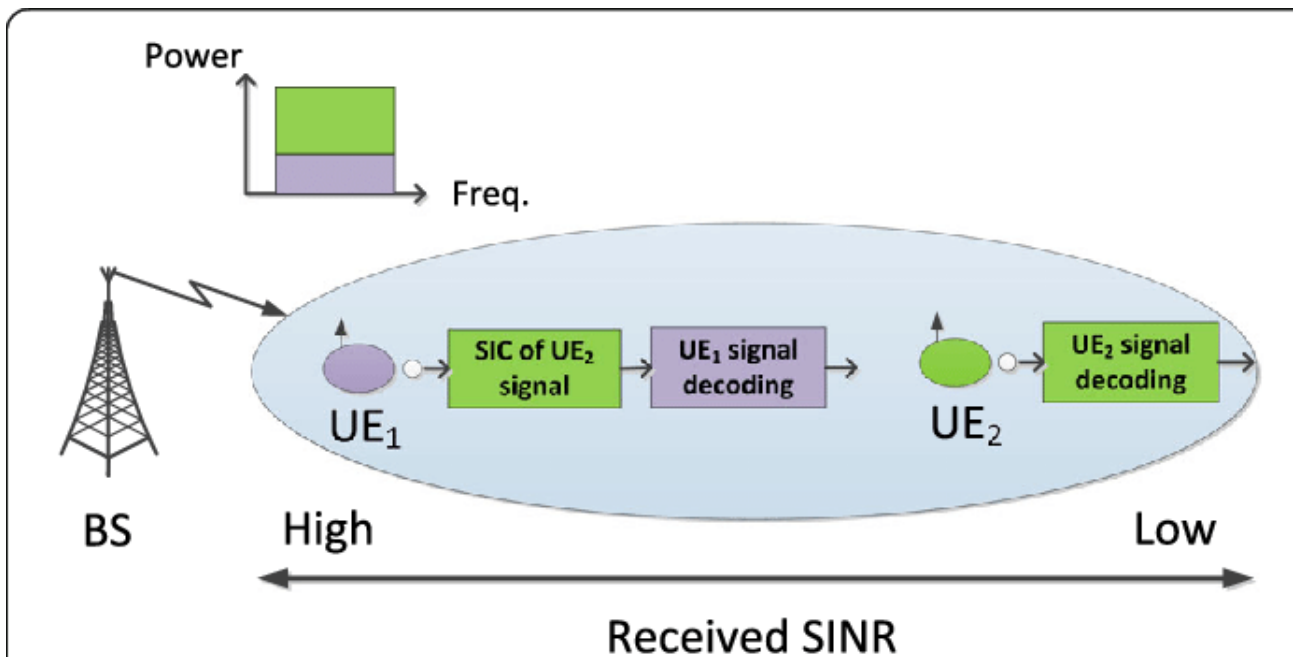 Power
Freq.
SIC of UE₂
signal
UE₁ signal
decoding
UE₂ signal
decoding
UE₁
UE₂
BS
High
Low
Received SINR